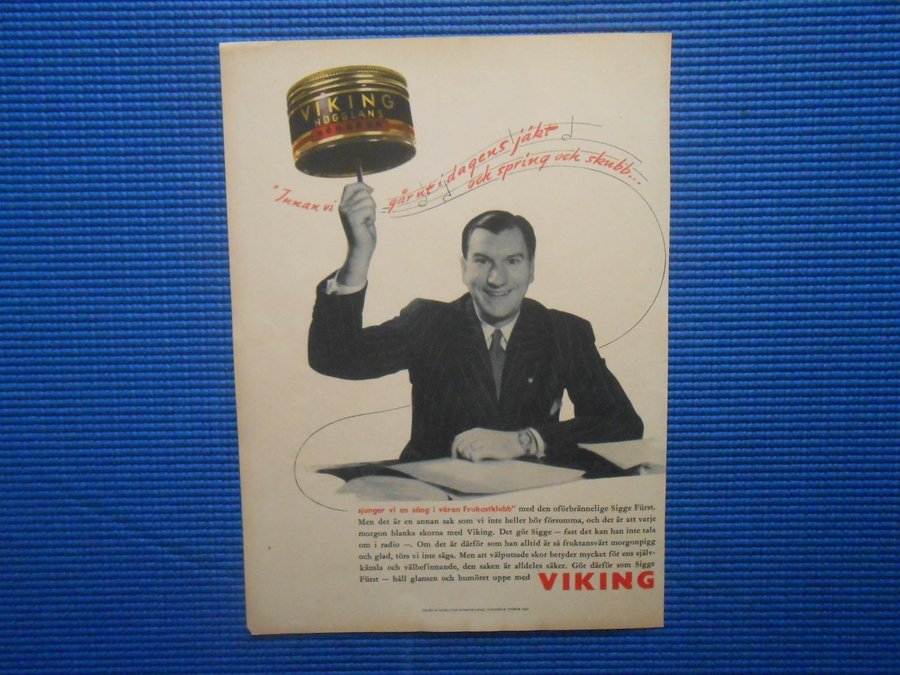 VIKING
HÖGGLANS
"Innan vi går ut i dagens jäkt
och spring och skubb...
sjunger vi en sång i våran Frukostklubb" med den oförbrännelige Sigge Fürst.
Men det är en annan sak som vi inte heller bör försumma, och det är att varje
morgon blanka skorna med Viking. Det gör Sigge — fast det kan han inte tala
om i radio —. Om det är därför som han alltid är så fruktansvärt morgonpigg
och glad, törs vi inte säga. Men att välputsade skor betyder mycket för ens själv-
känsla och välbefinnande, den saken är alldeles säker. Gör därför som Sigge
Fürst — håll glansen och humöret uppe med VIKING